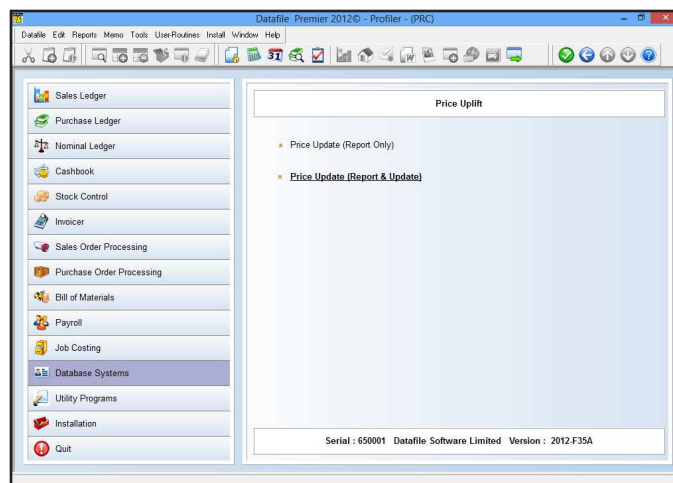 Datafile Premier 2012© - Profiler - (PRC)
Datafile Edit Reports Memo Tools User-Routines Install Window Help
31
W
Sales Ledger
Purchase Ledger
Nominal Ledger
Cashbook
Stock Control
Invoicer
Sales Order Processing
Purchase Order Processing
Bill of Materials
Payroll
Job Costing
Database Systems
Utility Programs
Installation
Quit
Price Uplift
Price Update (Report Only)
Price Update (Report & Update)
Serial : 650001 Datafile Software Limited Version : 2012-F35A